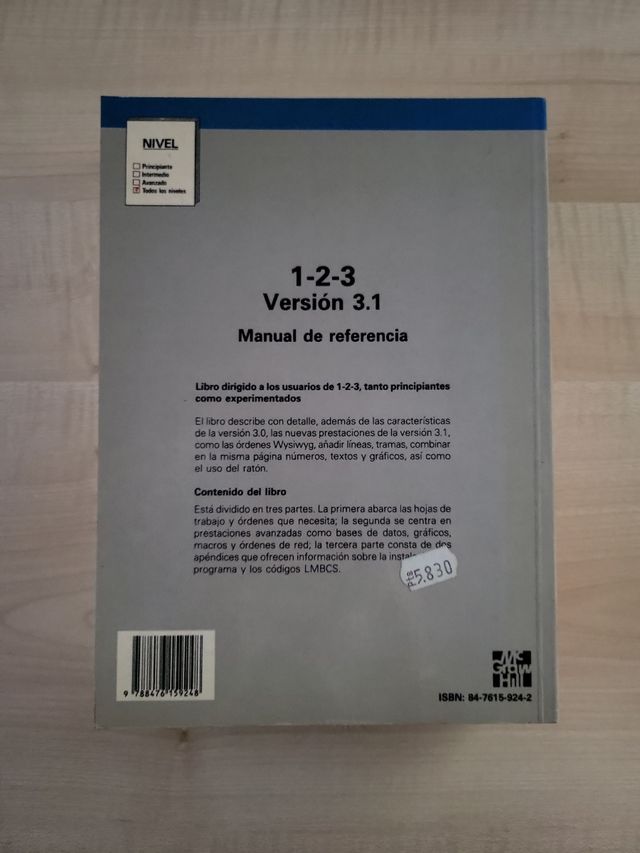 NIVEL
Principiante
Intermedio
Avanzado
Todos los niveles
1-2-3
Versión 3.1
Manual de referencia
Libro dirigido a los usuarios de 1-2-3, tanto principiantes
como experimentados
El libro describe con detalle, además de las características
de la versión 3.0, las nuevas prestaciones de la versión 3.1,
como las órdenes Wysiwyg, añadir líneas, tramas, combinar
en la misma página números, textos y gráficos, así como
el uso del ratón.
Contenido del libro
Está dividido en tres partes. La primera abarca las hojas de
trabajo y órdenes que necesita; la segunda se centra en
prestaciones avanzadas como bases de datos, gráficos,
macros y órdenes de red; la tercera parte consta de dos
apéndices que ofrecen información sobre la
programa y los códigos LMBCS.
5.830
9 788476 159248
Mc
Graw
Hill
ISBN: 84-7615-924-2